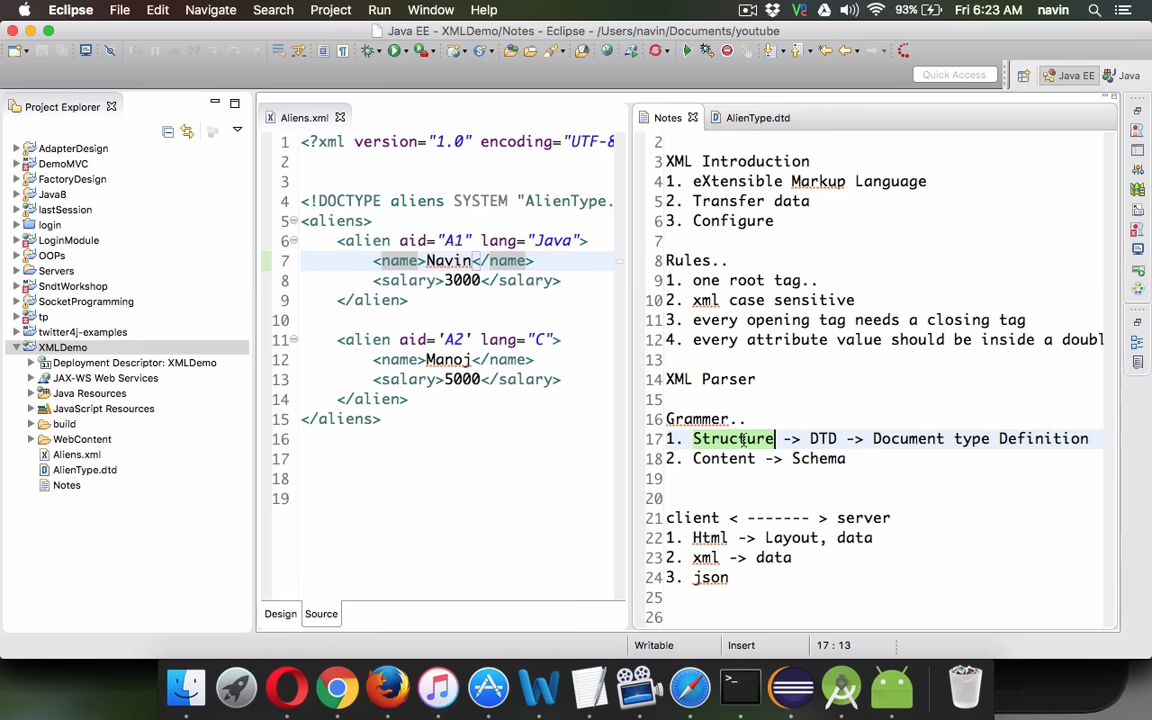 Eclipse File Edit Navigate Search Project Run Window Help 93% Fri 6:23 AM navin
Java EE - XMLDemo/Notes - Eclipse - /Users/navin/Documents/youtube
Quick Access Java EE Java
Project Explorer
AdapterDesign
DemoMVC
FactoryDesign
Java8
lastSession
login
LoginModule
OOPs
Servers
SndtWorkshop
SocketProgramming
tp
twitter4j-examples
XMLDemo
Deployment Descriptor: XMLDemo
JAX-WS Web Services
Java Resources
JavaScript Resources
build
WebContent
Aliens.xml
AlienType.dtd
Notes
Aliens.xml
1 <?xml version="1.0" encoding="UTF-8
2
3
4 <!DOCTYPE aliens SYSTEM "AlienType.
5 <aliens>
6 <alien aid="A1" lang="Java">
7 <name>Navin</name>
8 <salary>3000</salary>
9 </alien>
10
11 <alien aid='A2' lang="C">
12 <name>Manoj</name>
13 <salary>5000</salary>
14 </alien>
15 </aliens>
16
17
18
19
Design Source
Notes AlienType.dtd
2
3 XML Introduction
4 1. eXtensible Markup Language
5 2. Transfer data
6 3. Configure
7
8 Rules..
9 1. one root tag..
10 2. xml case sensitive
11 3. every opening tag needs a closing tag
12 4. every attribute value should be inside a doubl
13
14 XML Parser
15
16 Grammer..
17 1. Structure -> DTD -> Document type Definition
18 2. Content -> Schema
19
20
21 client < ------- > server
22 1. Html -> Layout, data
23 2. xml -> data
24 3. json
25
26
Writable Insert 17 : 13